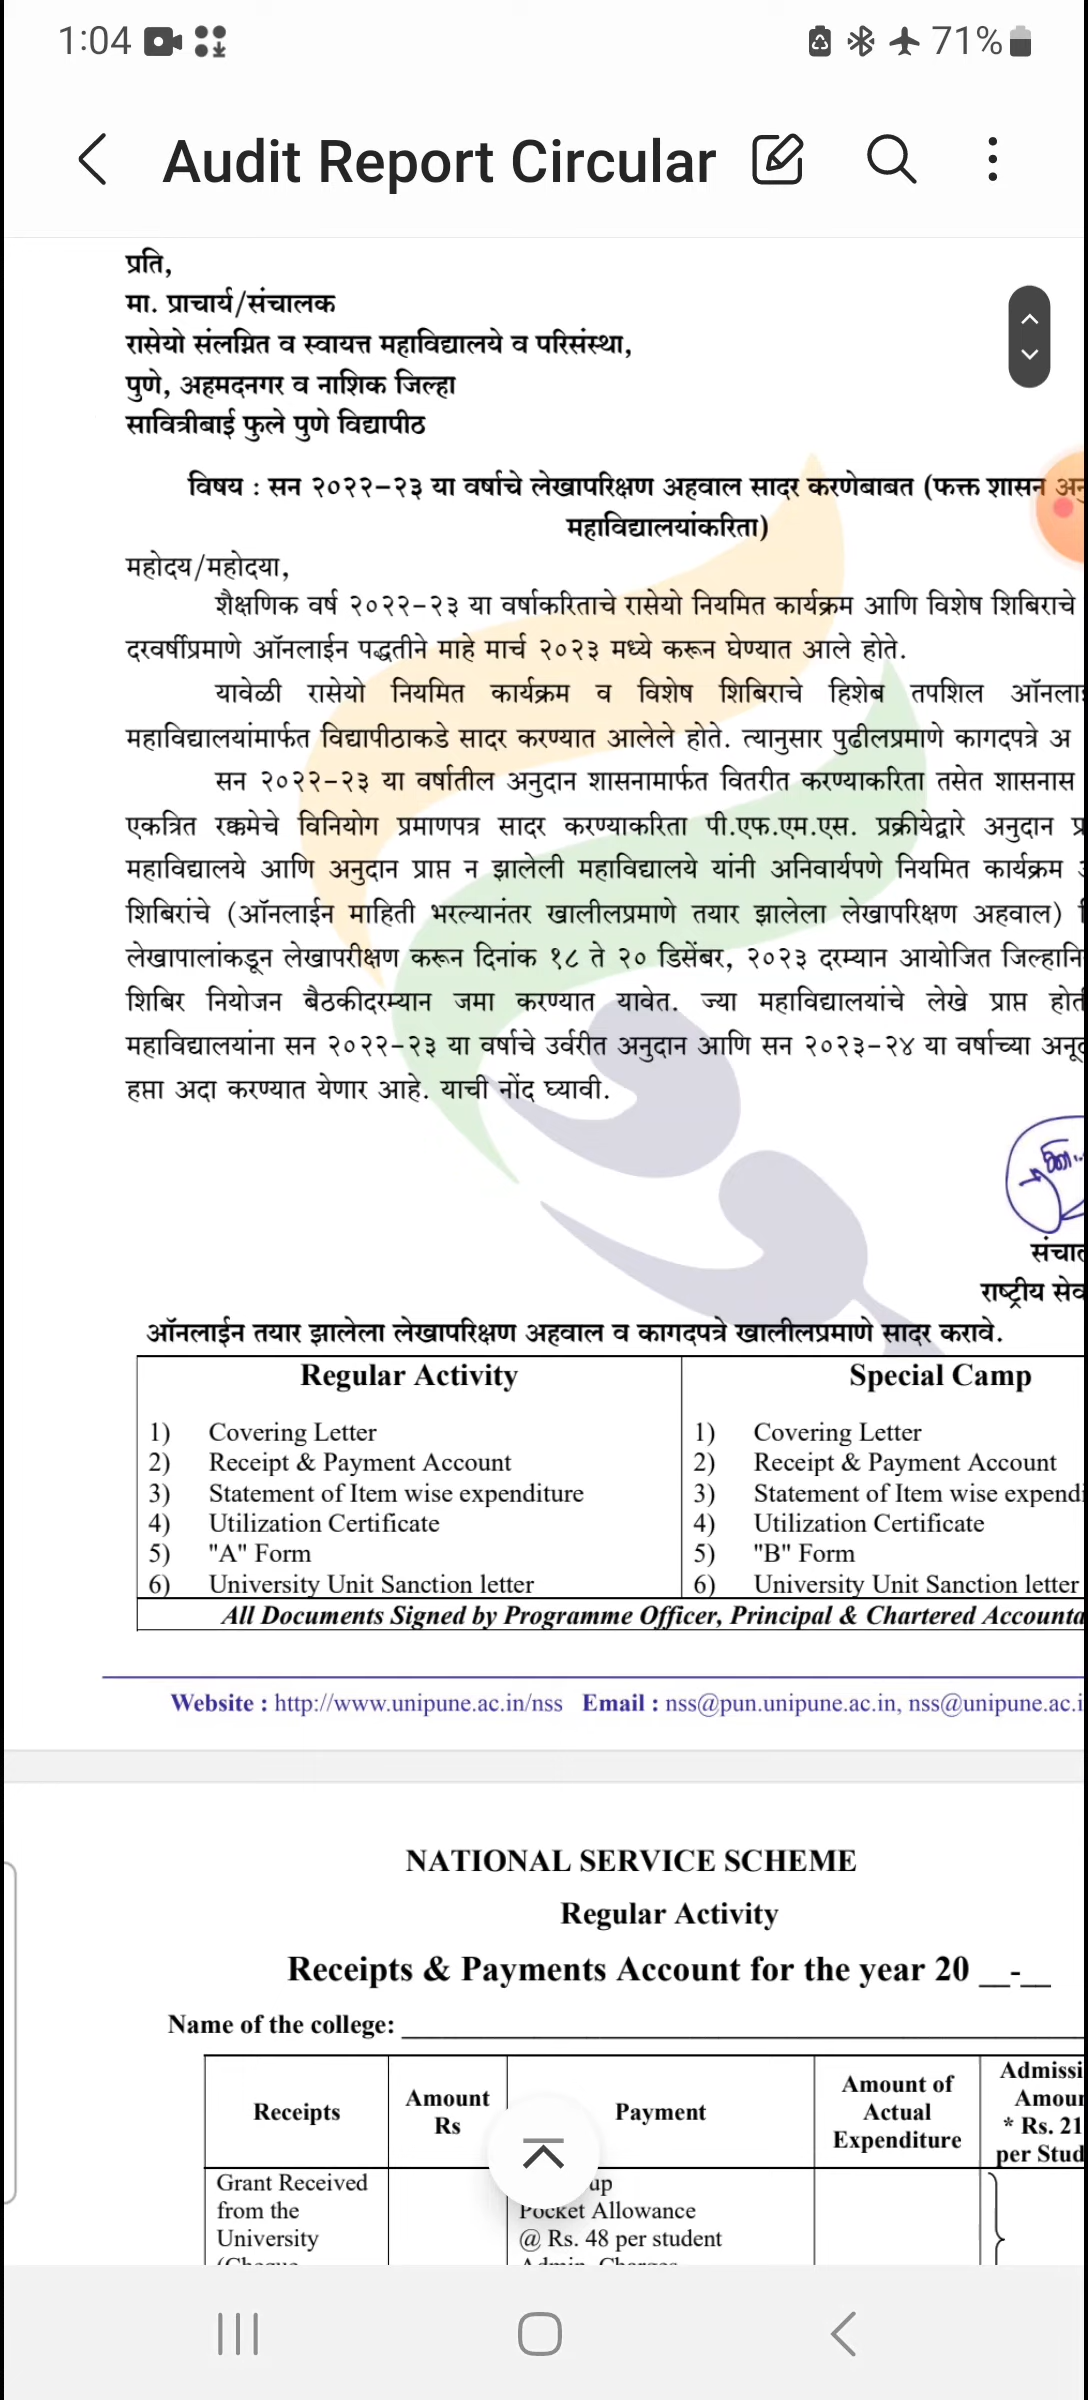 1:04
71%
Audit Report Circular
प्रति,
मा. प्राचार्य/संचालक
रासेयो संलग्नित व स्वायत्त महाविद्यालये व परिसंस्था,
पुणे, अहमदनगर व नाशिक जिल्हा
सावित्रीबाई फुले पुणे विद्यापीठ
विषय : सन २०२२-२३ या वर्षाचे लेखापरिक्षण अहवाल सादर करणेबाबत (फक्त शासन
महाविद्यालयांकरिता)
महोदय/महोदया,
शैक्षणिक वर्ष २०२२-२३ या वर्षाकरिताचे रासेयो नियमित कार्यक्रम आणि विशेष शिबिराचे
दरवर्षीप्रमाणे ऑनलाईन पद्धतीने माहे मार्च २०२३ मध्ये करून घेण्यात आले होते.
यावेळी रासेयो नियमित कार्यक्रम व विशेष शिबिराचे हिशेब तपशिल
महाविद्यालयांमार्फत विद्यापीठाकडे सादर करण्यात आलेले होते. त्यानुसार पुढीलप्रमाणे कागदपत्रे
सन २०२२-२३ या वर्षातील अनुदान शासनामार्फत वितरीत करण्याकरिता तसेत शासनास
एकत्रित रक्कमेचे विनियोग प्रमाणपत्र सादर करण्याकरिता पी.एफ.एम.एस. प्रक्रीयेद्वारे अनुदान
महाविद्यालये आणि अनुदान प्राप्त न झालेली महाविद्यालये यांनी अनिवार्यपणे नियमित कार्यक्रम
शिबिरांचे (ऑनलाईन माहिती भरल्यानंतर खालीलप्रमाणे तयार झालेला लेखापरिक्षण अहवाल)
लेखापालांकडून लेखापरीक्षण करून दिनांक १८ ते २० डिसेंबर, २०२३ दरम्यान आयोजित
शिबिर नियोजन बैठकीदरम्यान जमा करण्यात यावेत. ज्या महाविद्यालयांचे लेखे प्राप्त
महाविद्यालयांना सन २०२२-२३ या वर्षाचे उर्वरीत अनुदान आणि सन २०२३-२४ या वर्षाच्या
हप्ता अदा करण्यात येणार आहे. याची नोंद घ्यावी.
राष्ट्रीय
ऑनलाईन तयार झालेला लेखापरिक्षण अहवाल व कागदपत्रे खालीलप्रमाणे सादर करावे.
Regular Activity
1) Covering Letter
2) Receipt & Payment Account
3) Statement of Item wise expenditure
4) Utilization Certificate
5) "A" Form
6) University Unit Sanction letter
Special Camp
1) Covering Letter
2) Receipt & Payment Account
3) Statement of Item wise
4) Utilization Certificate
5) "B" Form
6) University Unit Sanction letter
All Documents Signed by Programme Officer, Principal & Chartered
Website : http://www.unipune.ac.in/nss Email : nss@pun.unipune.ac.in, nss@unipune.ac.i
NATIONAL SERVICE SCHEME
Regular Activity
Receipts & Payments Account for the year 20 __-__
Name of the college:
Receipts
Amount
Rs
Payment
Amount of
Actual
Expenditure
* Rs. 21
per
Grant Received
from the
University
up
Pocket Allowance
@ Rs. 48 per student